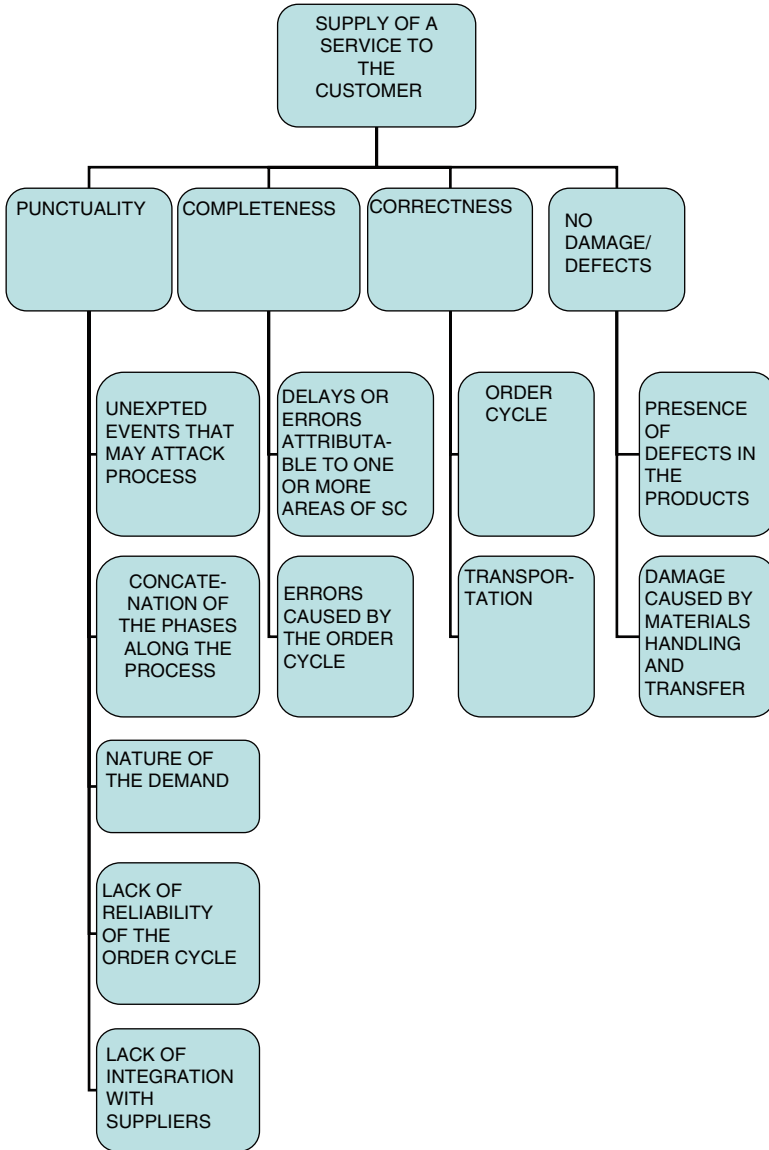 SUPPLY OF A
SERVICE TO
THE
CUSTOMER
PUNCTUALITY
COMPLETENESS
CORRECTNESS
NO
DAMAGE/
DEFECTS
UNEXPTED
EVENTS THAT
MAY ATTACK
PROCESS
CONCATE-
NATION OF
THE PHASES
ALONG THE
PROCESS
NATURE OF
THE DEMAND
LACK OF
RELIABILITY
OF THE
ORDER CYCLE
LACK OF
INTEGRATION
WITH
SUPPLIERS
DELAYS OR
ERRORS
ATTRIBUTA-
BLE TO ONE
OR MORE
AREAS OF SC
ERRORS
CAUSED BY
THE ORDER
CYCLE
ORDER
CYCLE
TRANSPOR-
TATION
PRESENCE
OF
DEFECTS IN
THE
PRODUCTS
DAMAGE
CAUSED BY
MATERIALS
HANDLING
AND
TRANSFER